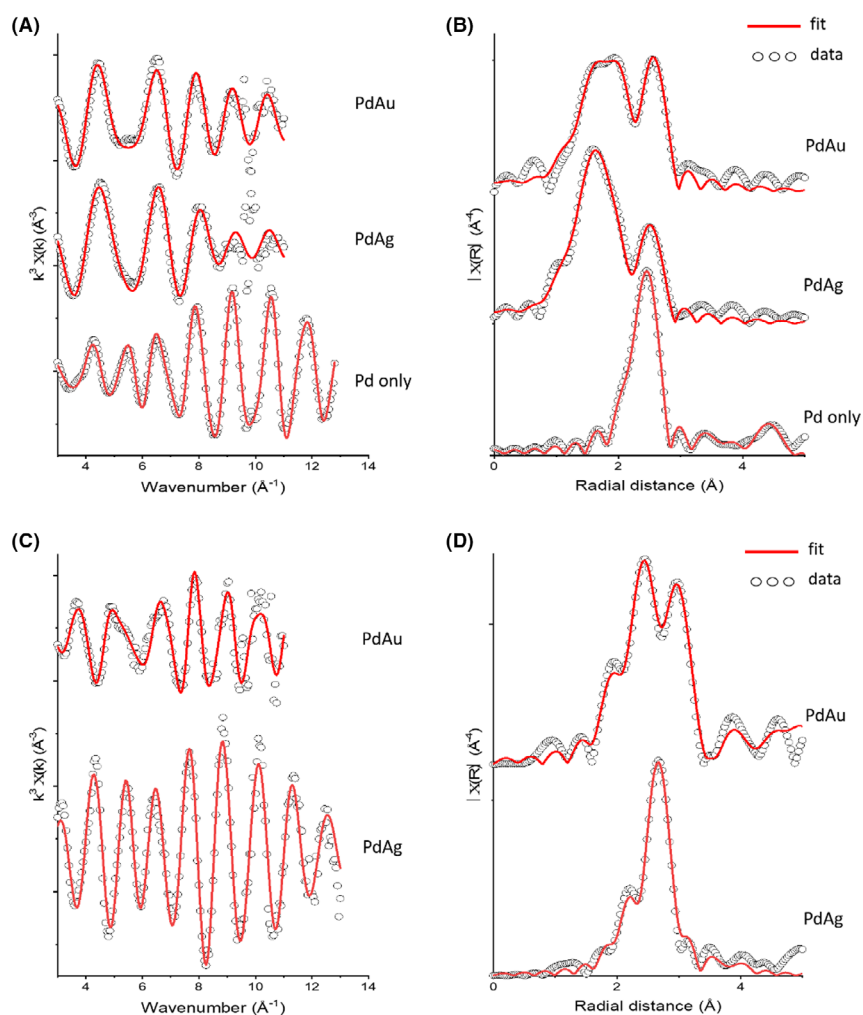 (A)
PdAu
PdAg
Pd only
k³ X(k) (Å⁻³)
4 6 8 10 12 14
Wavenumber (Å⁻¹)
(B)
fit
data
PdAu
PdAg
Pd only
|X(R)| (Å⁻⁴)
0 2 4
Radial distance (Å)
(C)
PdAu
PdAg
k³ X(k) (Å⁻³)
4 6 8 10 12 14
Wavenumber (Å⁻¹)
(D)
fit
data
PdAu
PdAg
|X(R)| (Å⁻⁴)
0 2 4
Radial distance (Å)